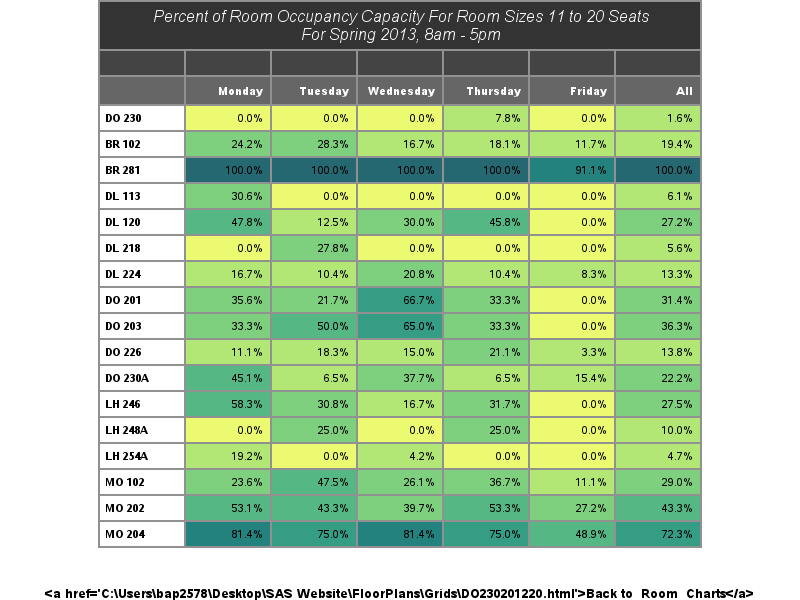 Percent of Room Occupancy Capacity For Room Sizes 11 to 20 Seats
For Spring 2013, 8am - 5pm
Monday Tuesday Wednesday Thursday Friday All
DO 230 0.0% 0.0% 0.0% 7.8% 0.0% 1.6%
BR 102 24.2% 28.3% 16.7% 18.1% 11.7% 19.4%
BR 281 100.0% 100.0% 100.0% 100.0% 91.1% 100.0%
DL 113 30.6% 0.0% 0.0% 0.0% 0.0% 6.1%
DL 120 47.8% 12.5% 30.0% 45.8% 0.0% 27.2%
DL 218 0.0% 27.8% 0.0% 0.0% 0.0% 5.6%
DL 224 16.7% 10.4% 20.8% 10.4% 8.3% 13.3%
DO 201 35.6% 21.7% 66.7% 33.3% 0.0% 31.4%
DO 203 33.3% 50.0% 65.0% 33.3% 0.0% 36.3%
DO 226 11.1% 18.3% 15.0% 21.1% 3.3% 13.8%
DO 230A 45.1% 6.5% 37.7% 6.5% 15.4% 22.2%
LH 246 58.3% 30.8% 16.7% 31.7% 0.0% 27.5%
LH 248A 0.0% 25.0% 0.0% 25.0% 0.0% 10.0%
LH 254A 19.2% 0.0% 4.2% 0.0% 0.0% 4.7%
MO 102 23.6% 47.5% 26.1% 36.7% 11.1% 29.0%
MO 202 53.1% 43.3% 39.7% 53.3% 27.2% 43.3%
MO 204 81.4% 75.0% 81.4% 75.0% 48.9% 72.3%
<a href='C:\Users\bap2578\Desktop\SAS Website\FloorPlans\Grids\DO230201220.html'>Back to Room Charts</a>